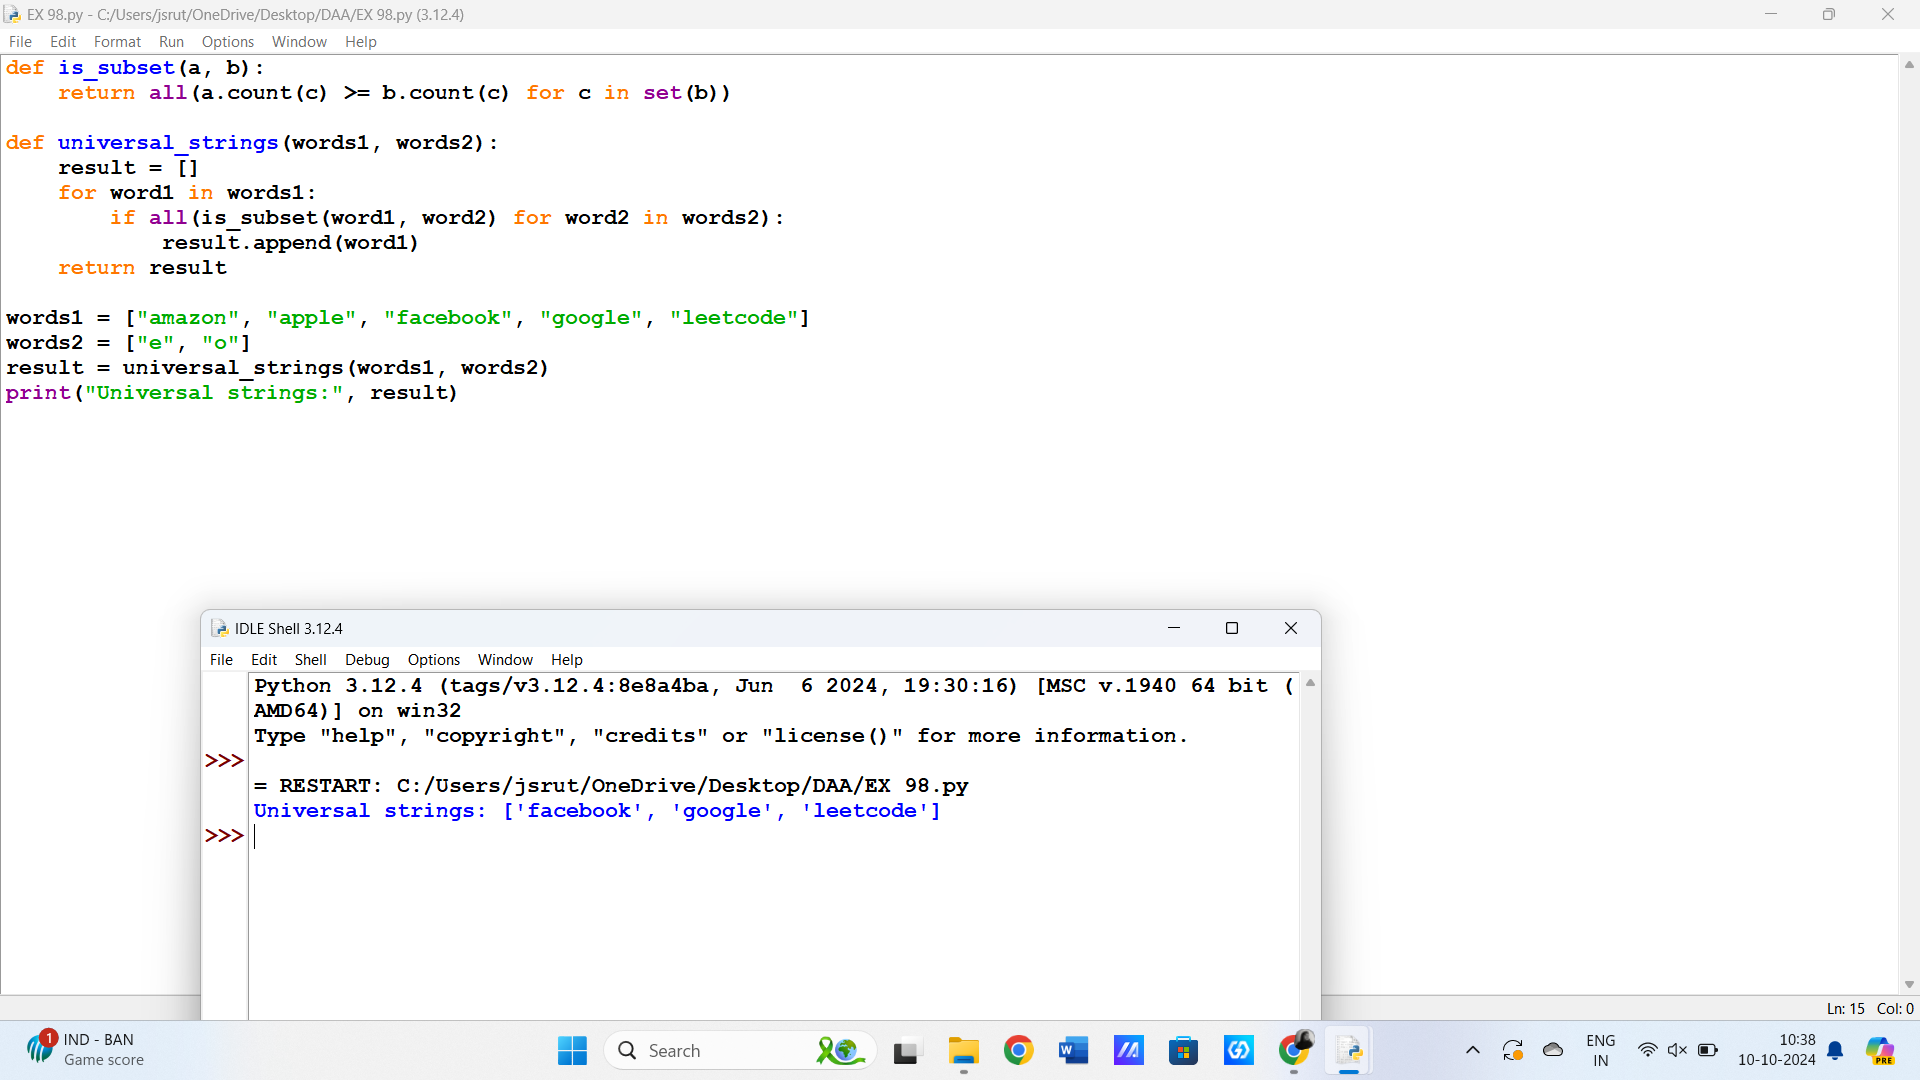 EX 98.py - C:/Users/jsrut/OneDrive/Desktop/DAA/EX 98.py (3.12.4)
File Edit Format Run Options Window Help
def is_subset(a, b):
    return all(a.count(c) >= b.count(c) for c in set(b))

def universal_strings(words1, words2):
    result = []
    for word1 in words1:
        if all(is_subset(word1, word2) for word2 in words2):
            result.append(word1)
    return result

words1 = ["amazon", "apple", "facebook", "google", "leetcode"]
words2 = ["e", "o"]
result = universal_strings(words1, words2)
print("Universal strings:", result)
IDLE Shell 3.12.4
File Edit Shell Debug Options Window Help
Python 3.12.4 (tags/v3.12.4:8e8a4ba, Jun  6 2024, 19:30:16) [MSC v.1940 64 bit (
AMD64)] on win32
Type "help", "copyright", "credits" or "license()" for more information.
>>>
= RESTART: C:/Users/jsrut/OneDrive/Desktop/DAA/EX 98.py
Universal strings: ['facebook', 'google', 'leetcode']
>>>
Ln: 15 Col: 0
1
IND - BAN
Game score
Search
W
ENG
IN
10:38
10-10-2024
PRE